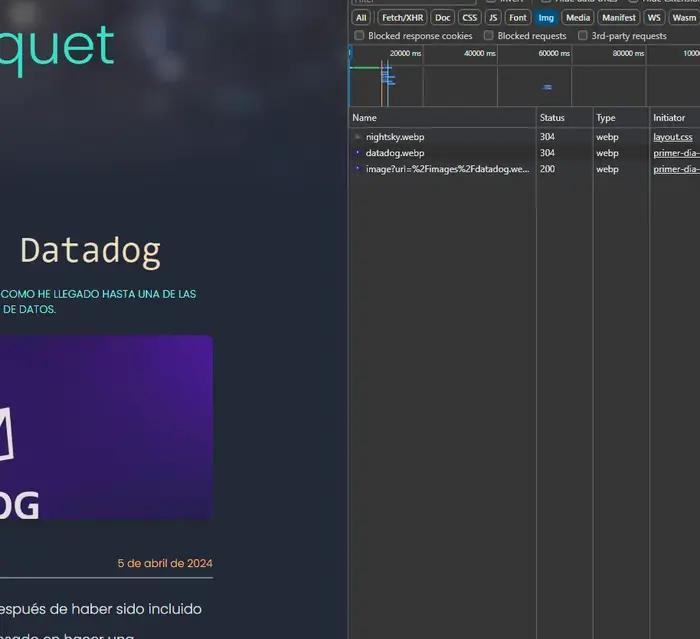 quet
Datadog
COMO HE LLEGADO HASTA UNA DE LAS
DE DATOS.
OG
5 de abril de 2024
espués de haber sido incluido
All Fetch/XHR Doc CSS JS Font Img Media Manifest WS Wasm
Blocked response cookies Blocked requests 3rd-party requests
20000 ms 40000 ms 60000 ms 80000 ms 1000
Name Status Type Initiator
nightsky.webp 304 webp layout.css
datadog.webp 304 webp primer-dia-
image?url=%2Fimages%2Fdatadog.we... 200 webp primer-dia-